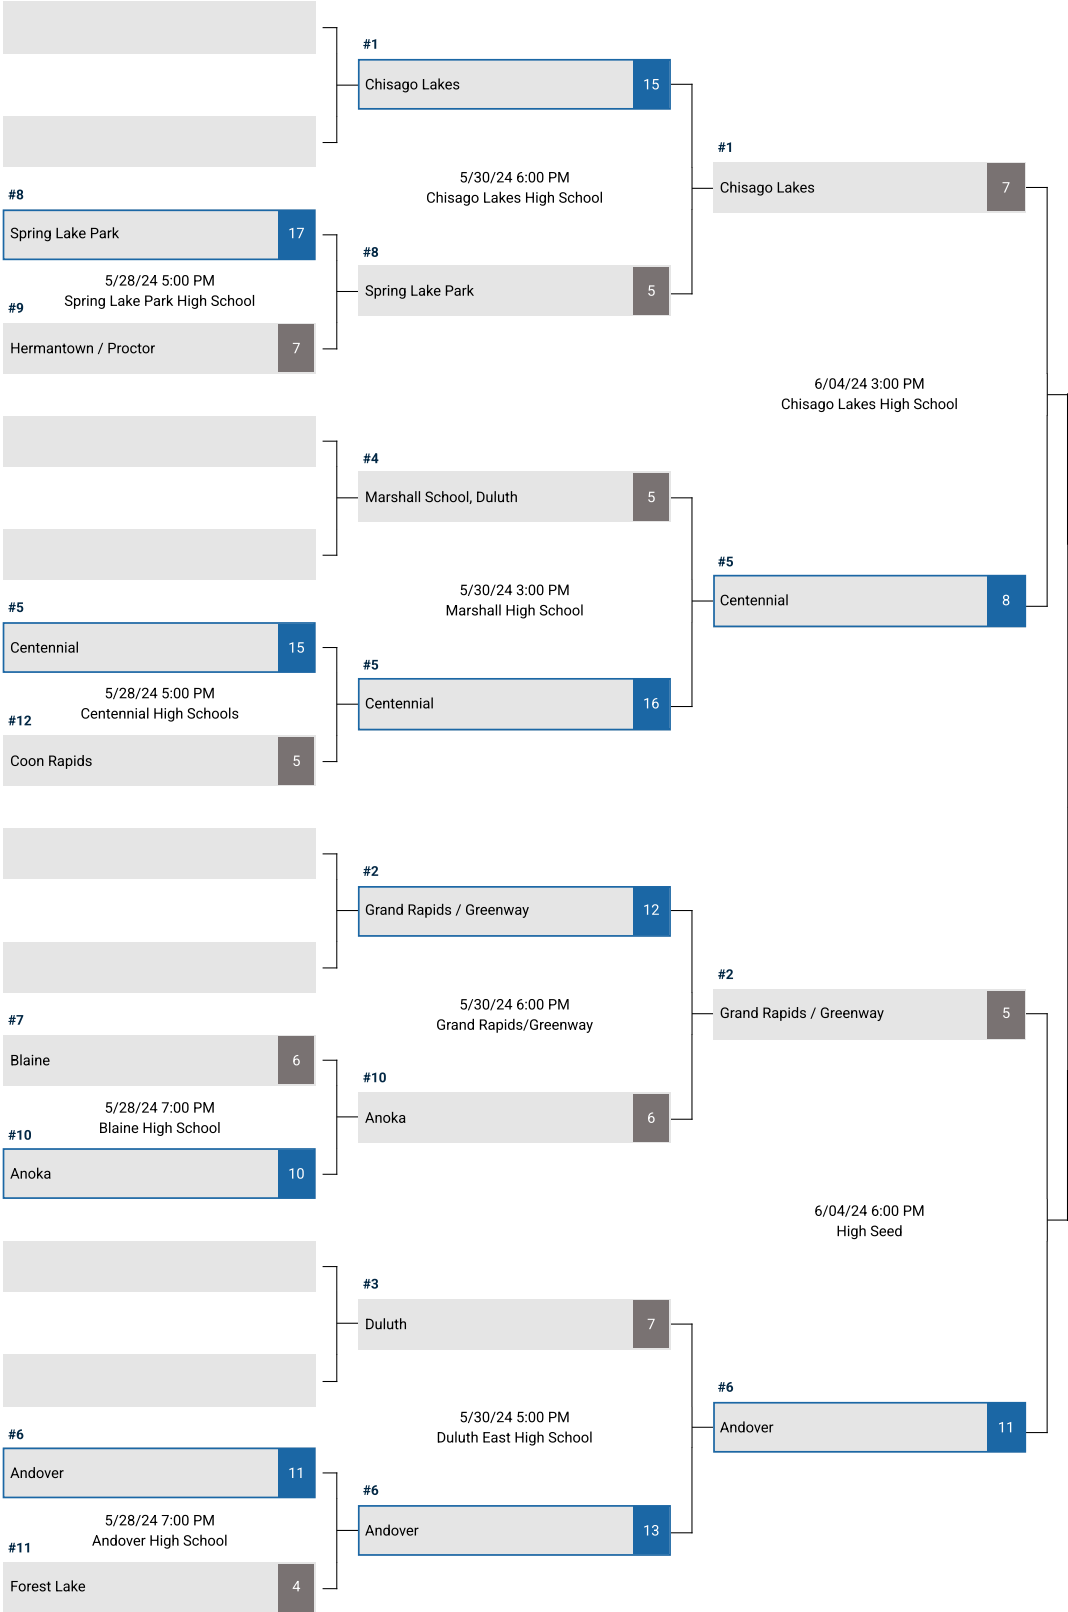 #1
Chisago Lakes 15
5/30/24 6:00 PM
Chisago Lakes High School
#1
Chisago Lakes 7
#8
Spring Lake Park 17
5/28/24 5:00 PM
Spring Lake Park High School
#9
Hermantown / Proctor 7
#8
Spring Lake Park 5
6/04/24 3:00 PM
Chisago Lakes High School
#4
Marshall School, Duluth 5
5/30/24 3:00 PM
Marshall High School
#5
Centennial 8
#5
Centennial 15
5/28/24 5:00 PM
Centennial High Schools
#12
Coon Rapids 5
#5
Centennial 16
#2
Grand Rapids / Greenway 12
5/30/24 6:00 PM
Grand Rapids/Greenway
#2
Grand Rapids / Greenway 5
#7
Blaine 6
5/28/24 7:00 PM
Blaine High School
#10
Anoka 10
#10
Anoka 6
6/04/24 6:00 PM
High Seed
#3
Duluth 7
5/30/24 5:00 PM
Duluth East High School
#6
Andover 11
#6
Andover 11
5/28/24 7:00 PM
Andover High School
#11
Forest Lake 4
#6
Andover 13